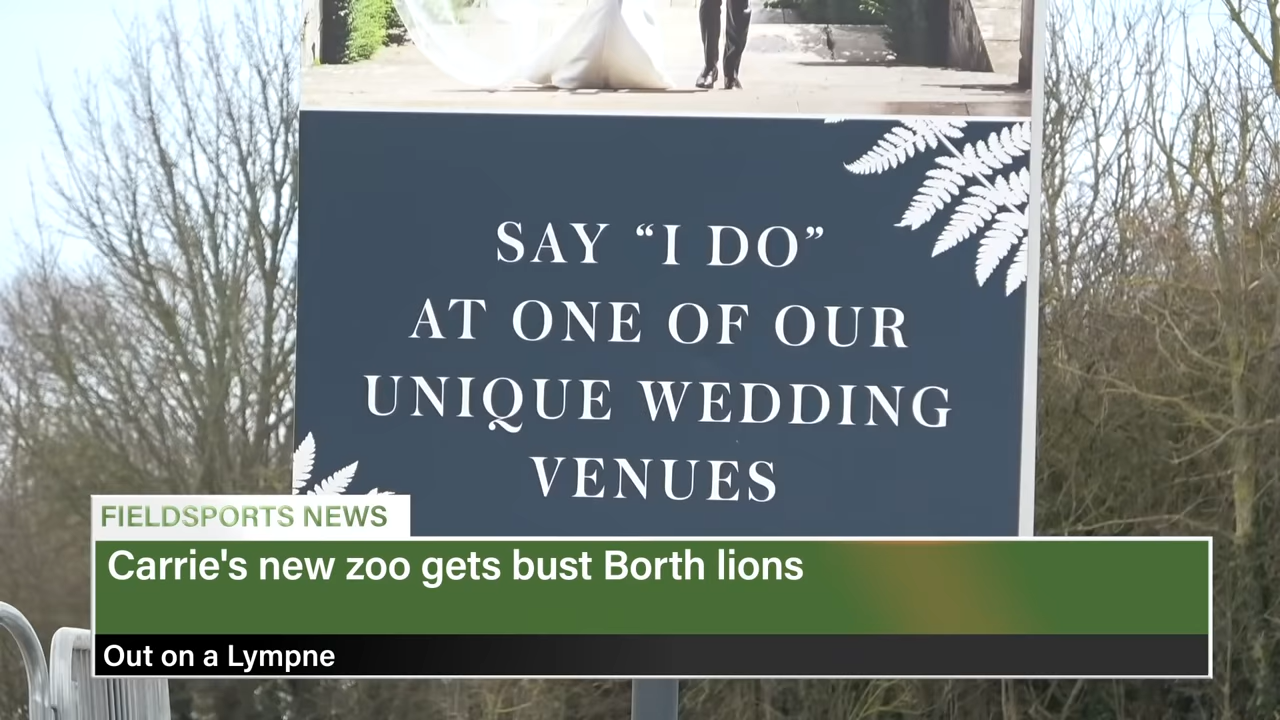 SAY “I DO”
AT ONE OF OUR
UNIQUE WEDDING
VENUES
FIELDSPORTS NEWS
Carrie's new zoo gets bust Borth lions
Out on a Lympne